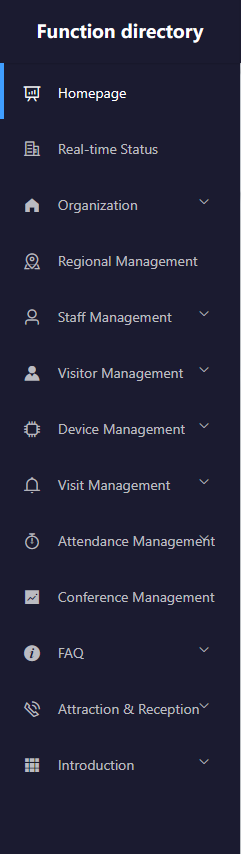 Function directory
Homepage
Real-time Status
Organization
Regional Management
Staff Management
Visitor Management
Device Management
Visit Management
Attendance Management
Conference Management
FAQ
Attraction & Reception
Introduction